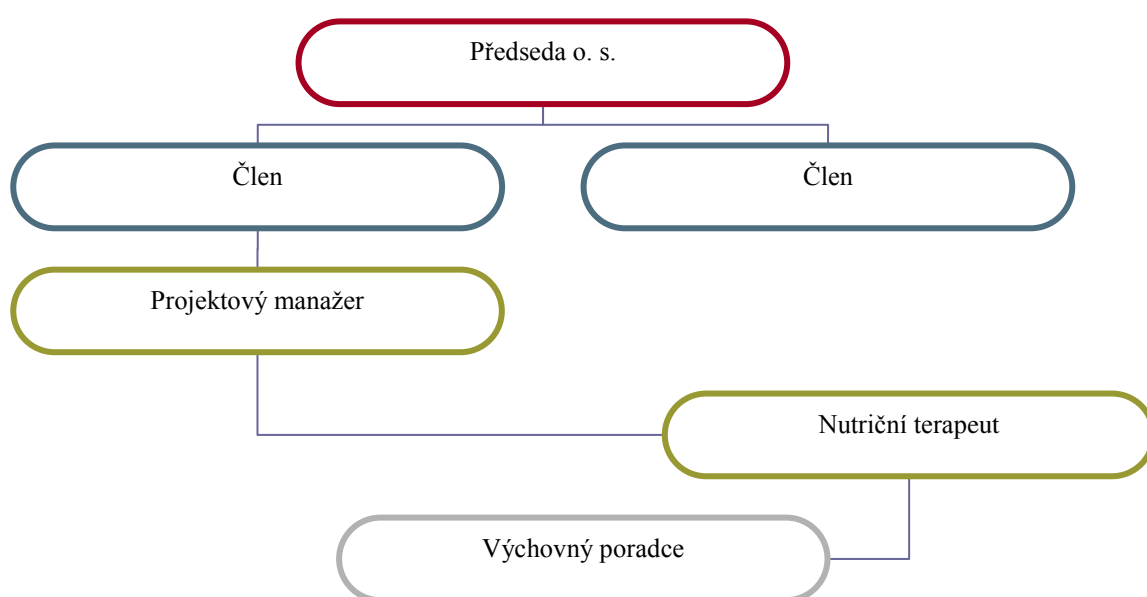 Předseda o. s.
Člen
Člen
Projektový manažer
Nutriční terapeut
Výchovný poradce